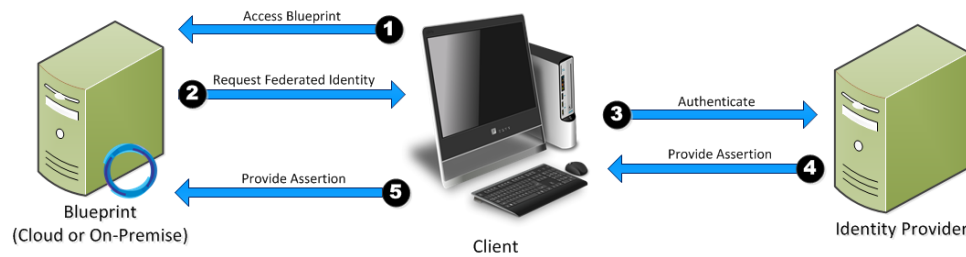 Access Blueprint
1
2
Request Federated Identity
3
Authenticate
Provide Assertion
4
Provide Assertion
5
Blueprint
(Cloud or On-Premise)
Client
Identity Provider